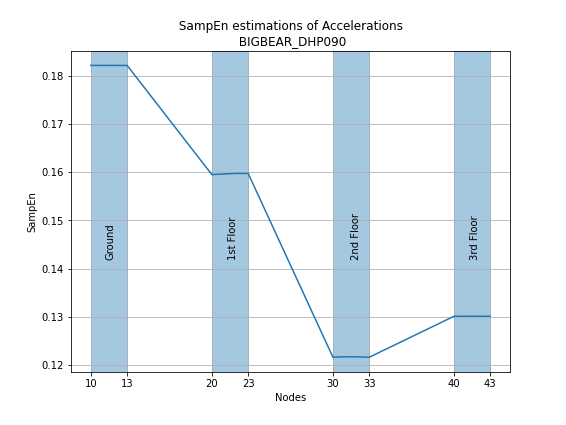 SampEn estimations of Accelerations
BIGBEAR_DHP090
0.18
0.17
0.16
0.15
0.14
0.13
0.12
SampEn
Ground
1st Floor
2nd Floor
3rd Floor
10 13 20 23 30 33 40 43
Nodes